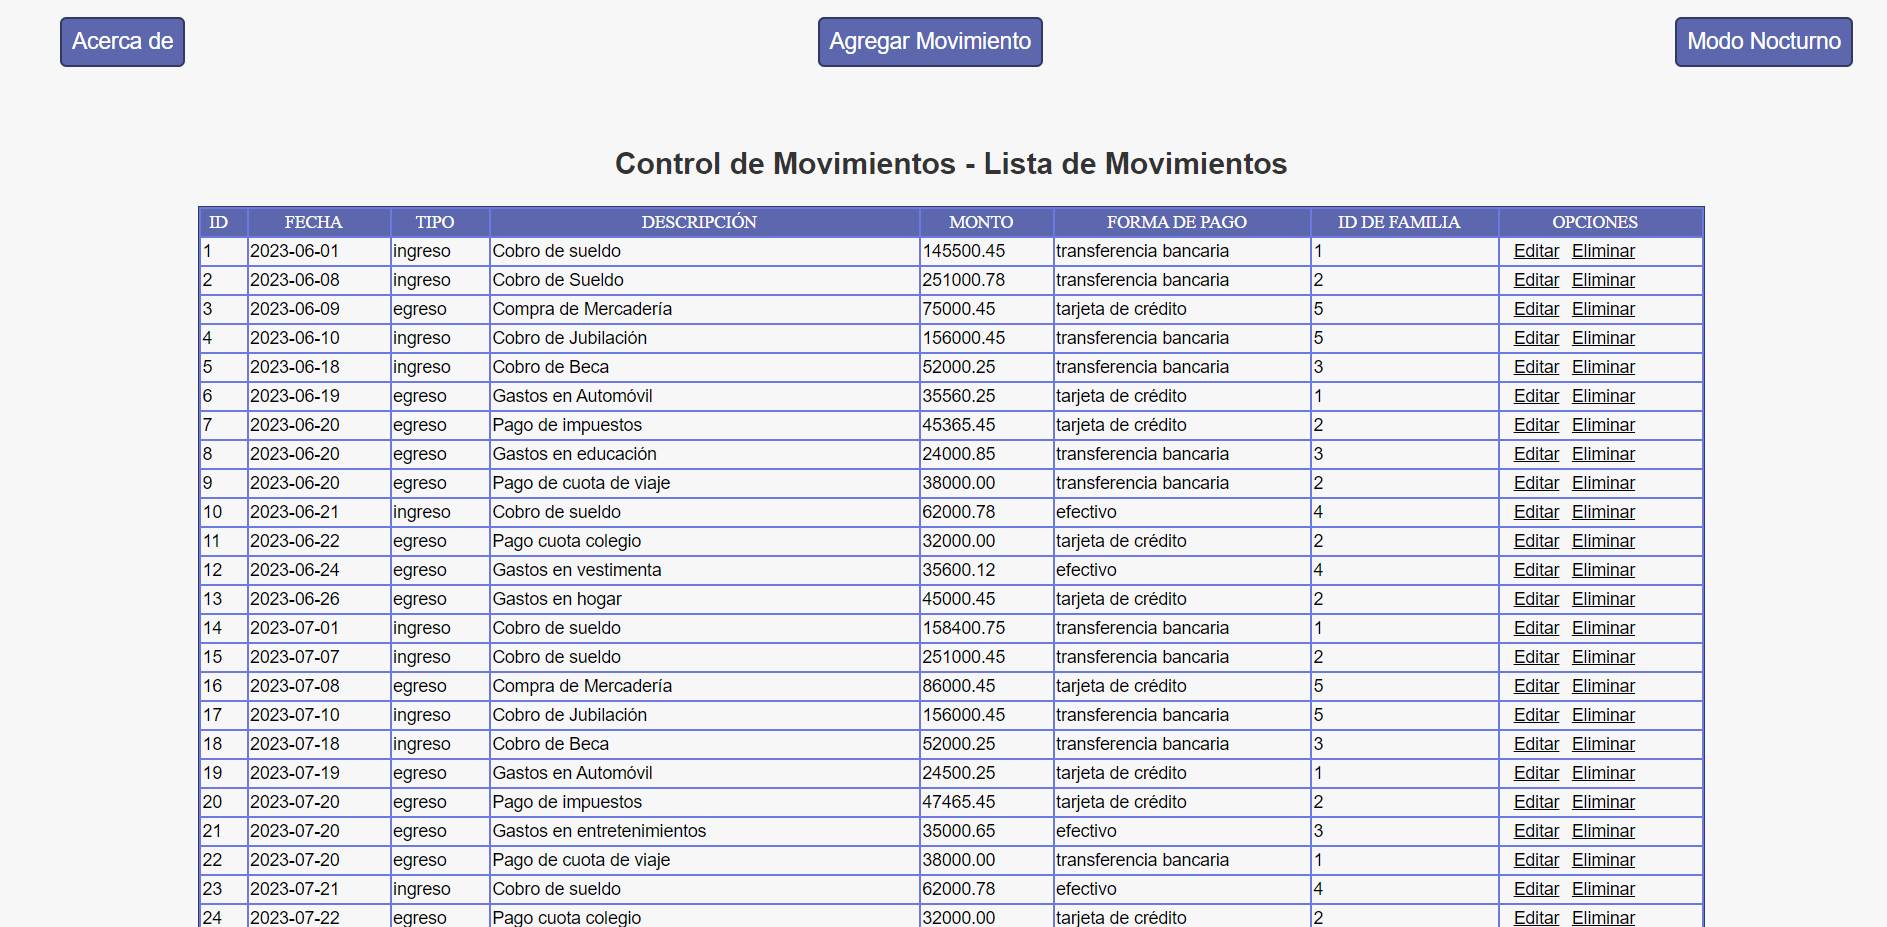 Acerca de Agregar Movimiento Modo Nocturno
Control de Movimientos - Lista de Movimientos
ID FECHA TIPO DESCRIPCIÓN MONTO FORMA DE PAGO ID DE FAMILIA OPCIONES
1 2023-06-01 ingreso Cobro de sueldo 145500.45 transferencia bancaria 1 Editar Eliminar
2 2023-06-08 ingreso Cobro de Sueldo 251000.78 transferencia bancaria 2 Editar Eliminar
3 2023-06-09 egreso Compra de Mercadería 75000.45 tarjeta de crédito 5 Editar Eliminar
4 2023-06-10 ingreso Cobro de Jubilación 156000.45 transferencia bancaria 5 Editar Eliminar
5 2023-06-18 ingreso Cobro de Beca 52000.25 transferencia bancaria 3 Editar Eliminar
6 2023-06-19 egreso Gastos en Automóvil 35560.25 tarjeta de crédito 1 Editar Eliminar
7 2023-06-20 egreso Pago de impuestos 45365.45 tarjeta de crédito 2 Editar Eliminar
8 2023-06-20 egreso Gastos en educación 24000.85 transferencia bancaria 3 Editar Eliminar
9 2023-06-20 egreso Pago de cuota de viaje 38000.00 transferencia bancaria 2 Editar Eliminar
10 2023-06-21 ingreso Cobro de sueldo 62000.78 efectivo 4 Editar Eliminar
11 2023-06-22 egreso Pago cuota colegio 32000.00 tarjeta de crédito 2 Editar Eliminar
12 2023-06-24 egreso Gastos en vestimenta 35600.12 efectivo 4 Editar Eliminar
13 2023-06-26 egreso Gastos en hogar 45000.45 tarjeta de crédito 2 Editar Eliminar
14 2023-07-01 ingreso Cobro de sueldo 158400.75 transferencia bancaria 1 Editar Eliminar
15 2023-07-07 ingreso Cobro de sueldo 251000.45 transferencia bancaria 2 Editar Eliminar
16 2023-07-08 egreso Compra de Mercadería 86000.45 tarjeta de crédito 5 Editar Eliminar
17 2023-07-10 ingreso Cobro de Jubilación 156000.45 transferencia bancaria 5 Editar Eliminar
18 2023-07-18 ingreso Cobro de Beca 52000.25 transferencia bancaria 3 Editar Eliminar
19 2023-07-19 egreso Gastos en Automóvil 24500.25 tarjeta de crédito 1 Editar Eliminar
20 2023-07-20 egreso Pago de impuestos 47465.45 tarjeta de crédito 2 Editar Eliminar
21 2023-07-20 egreso Gastos en entretenimientos 35000.65 efectivo 3 Editar Eliminar
22 2023-07-20 egreso Pago de cuota de viaje 38000.00 transferencia bancaria 1 Editar Eliminar
23 2023-07-21 ingreso Cobro de sueldo 62000.78 efectivo 4 Editar Eliminar
24 2023-07-22 egreso Pago cuota colegio 32000.00 tarjeta de crédito 2 Editar Eliminar